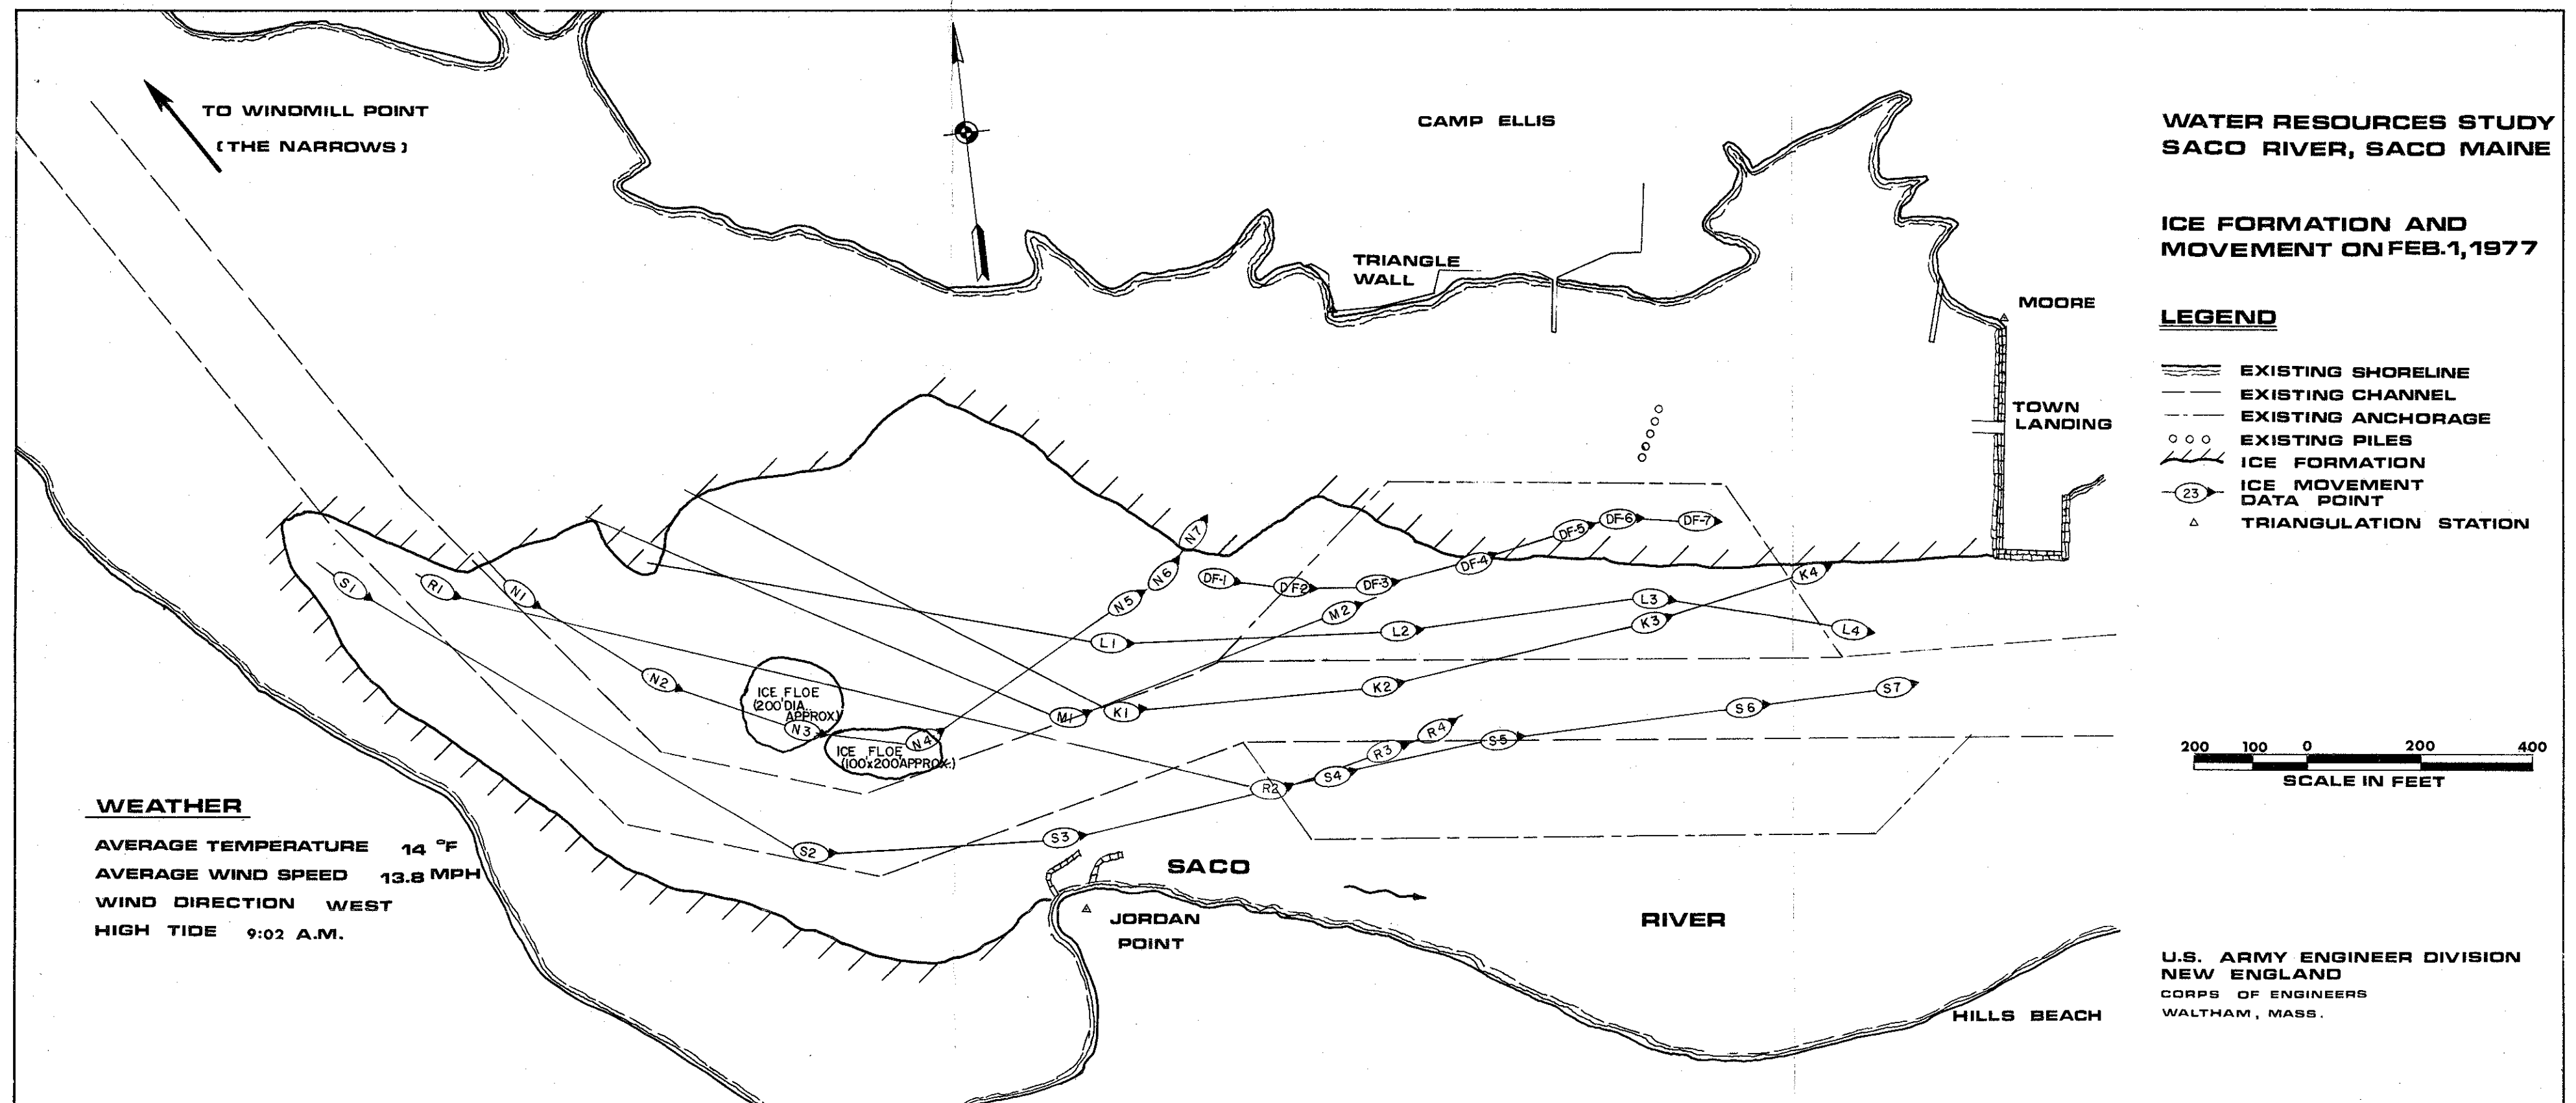 TO WINDMILL POINT
(THE NARROWS)
CAMP ELLIS
TRIANGLE
WALL
MOORE
TOWN
LANDING
WATER RESOURCES STUDY
SACO RIVER, SACO MAINE
ICE FORMATION AND
MOVEMENT ON FEB.1,1977
LEGEND
EXISTING SHORELINE
EXISTING CHANNEL
EXISTING ANCHORAGE
EXISTING PILES
ICE FORMATION
23
ICE MOVEMENT
DATA POINT
TRIANGULATION STATION
S1
R1
N1
N2
N3
N4
N5
N6
N7
DF-1
DF-2
DF-3
DF-4
DF-5
DF-6
DF-7
M1
M2
L1
L2
L3
L4
K1
K2
K3
K4
S2
S3
R2
S4
R3
R4
S5
S6
S7
ICE FLOE
(200' DIA.
APPROX.)
ICE FLOE
(100'x200'APPROX.)
WEATHER
AVERAGE TEMPERATURE 14 °F
AVERAGE WIND SPEED 13.8 MPH
WIND DIRECTION WEST
HIGH TIDE 9:02 A.M.
SACO
RIVER
JORDAN
POINT
HILLS BEACH
200 100 0 200 400
SCALE IN FEET
U.S. ARMY ENGINEER DIVISION
NEW ENGLAND
CORPS OF ENGINEERS
WALTHAM, MASS.